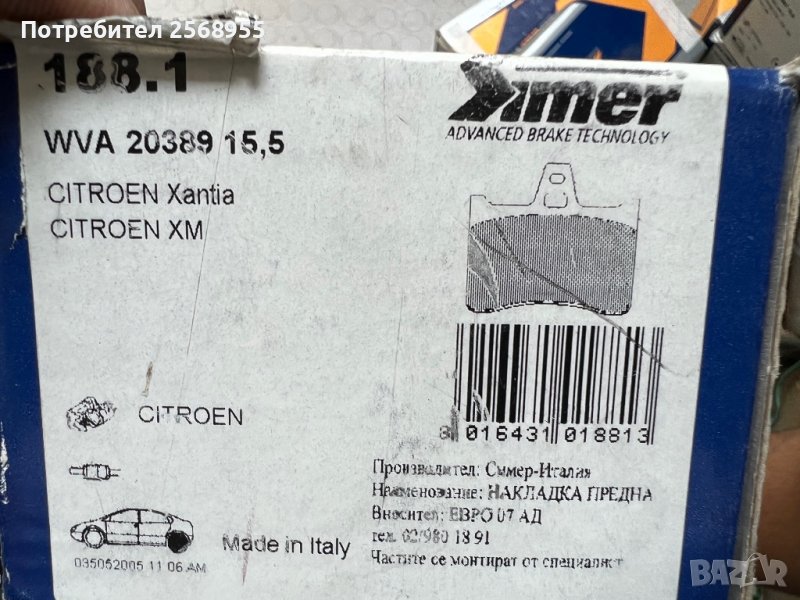 Потребител 2568955
188.1
WVA 20389 15,5
CITROEN Xantia
CITROEN XM
Simer
ADVANCED BRAKE TECHNOLOGY
8 016431 018813
CITROEN
Производител: Сымер-Италия
Наименование: НАКЛАДКА ПРЕДНА
Вносител: ЕВРО 07 АД
тел. 02/980 18 91
Частите се монтират от специалист
Made in Italy
035052005 11 06 AM
BAZAR